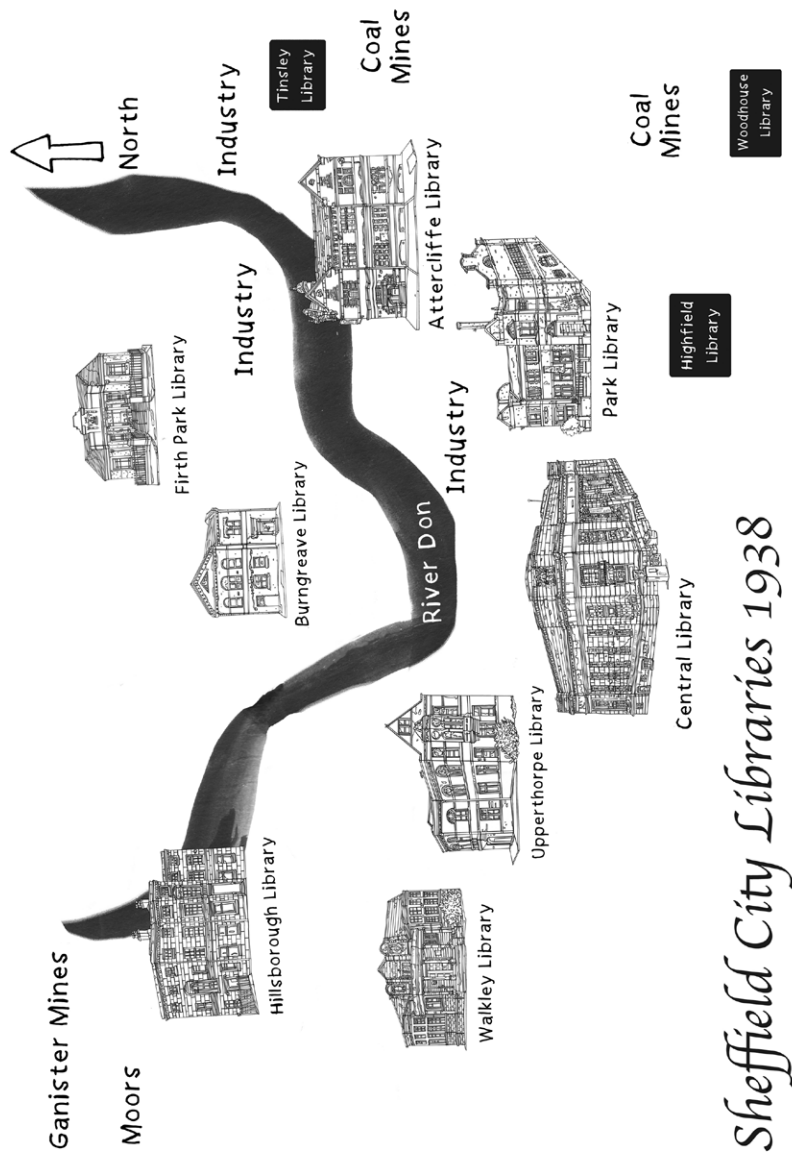 Ganister Mines
Moors
North
Industry
Tinsley
Library
Coal
Mines
Firth Park Library
Industry
Burngreave Library
Hillsborough Library
River Don
Attercliffe Library
Industry
Walkley Library
Upperthorpe Library
Park Library
Coal
Mines
Central Library
Highfield
Library
Woodhouse
Library
Sheffield City Libraries 1938